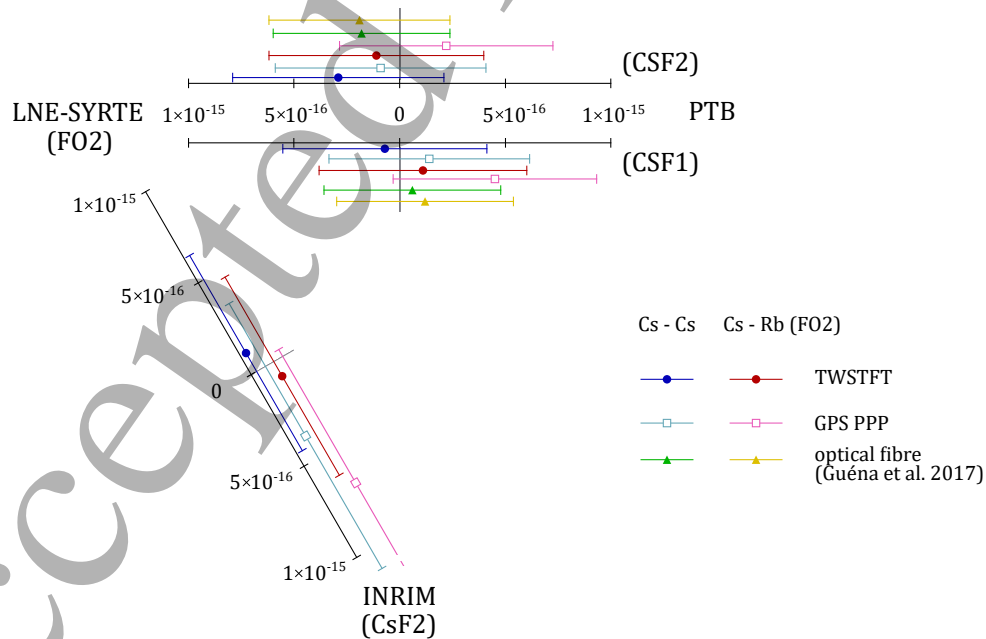 (CSF2)
LNE-SYRTE
(FO2)
1×10⁻¹⁵ 5×10⁻¹⁶ 0 5×10⁻¹⁶ 1×10⁻¹⁵
PTB
(CSF1)
1×10⁻¹⁵
5×10⁻¹⁶
0
5×10⁻¹⁶
1×10⁻¹⁵
INRIM
(CsF2)
Cs - Cs Cs - Rb (FO2)
TWSTFT
GPS PPP
optical fibre
(Guéna et al. 2017)
ccepted